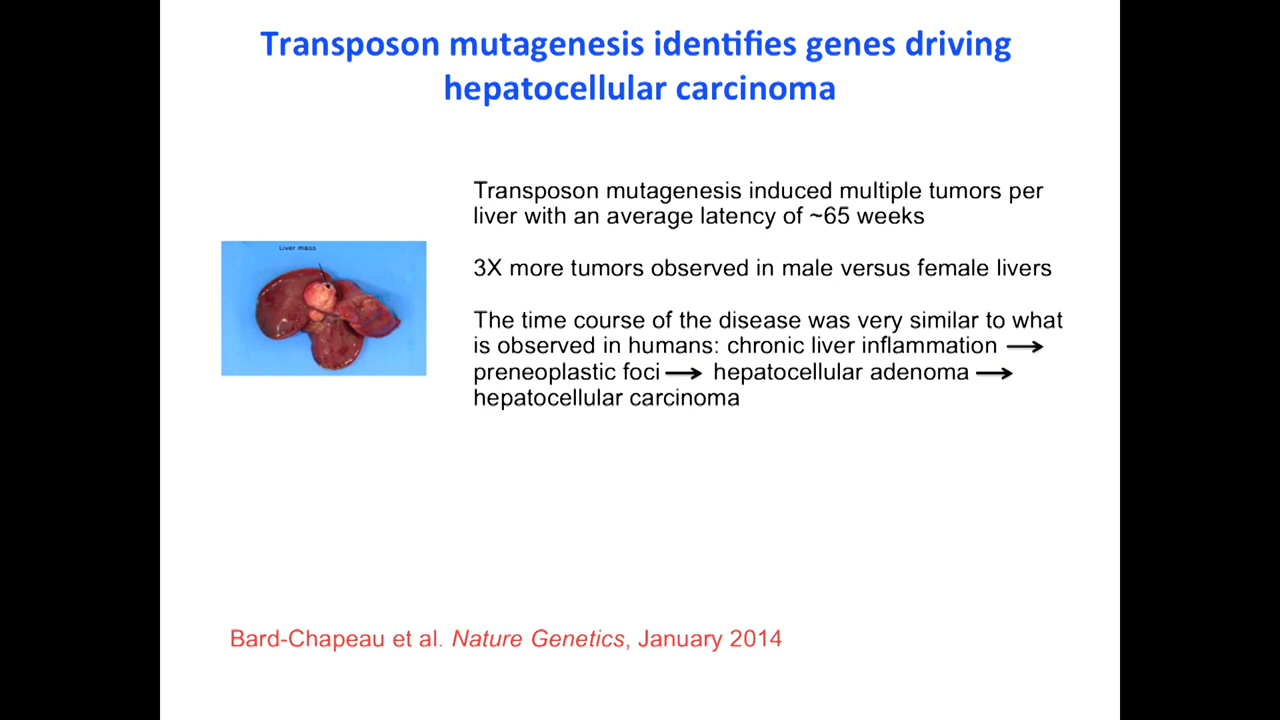 Transposon mutagenesis identifies genes driving
hepatocellular carcinoma
Transposon mutagenesis induced multiple tumors per
liver with an average latency of ~65 weeks
Liver mass
3X more tumors observed in male versus female livers
The time course of the disease was very similar to what
is observed in humans: chronic liver inflammation →
preneoplastic foci → hepatocellular adenoma →
hepatocellular carcinoma
Bard-Chapeau et al. Nature Genetics, January 2014